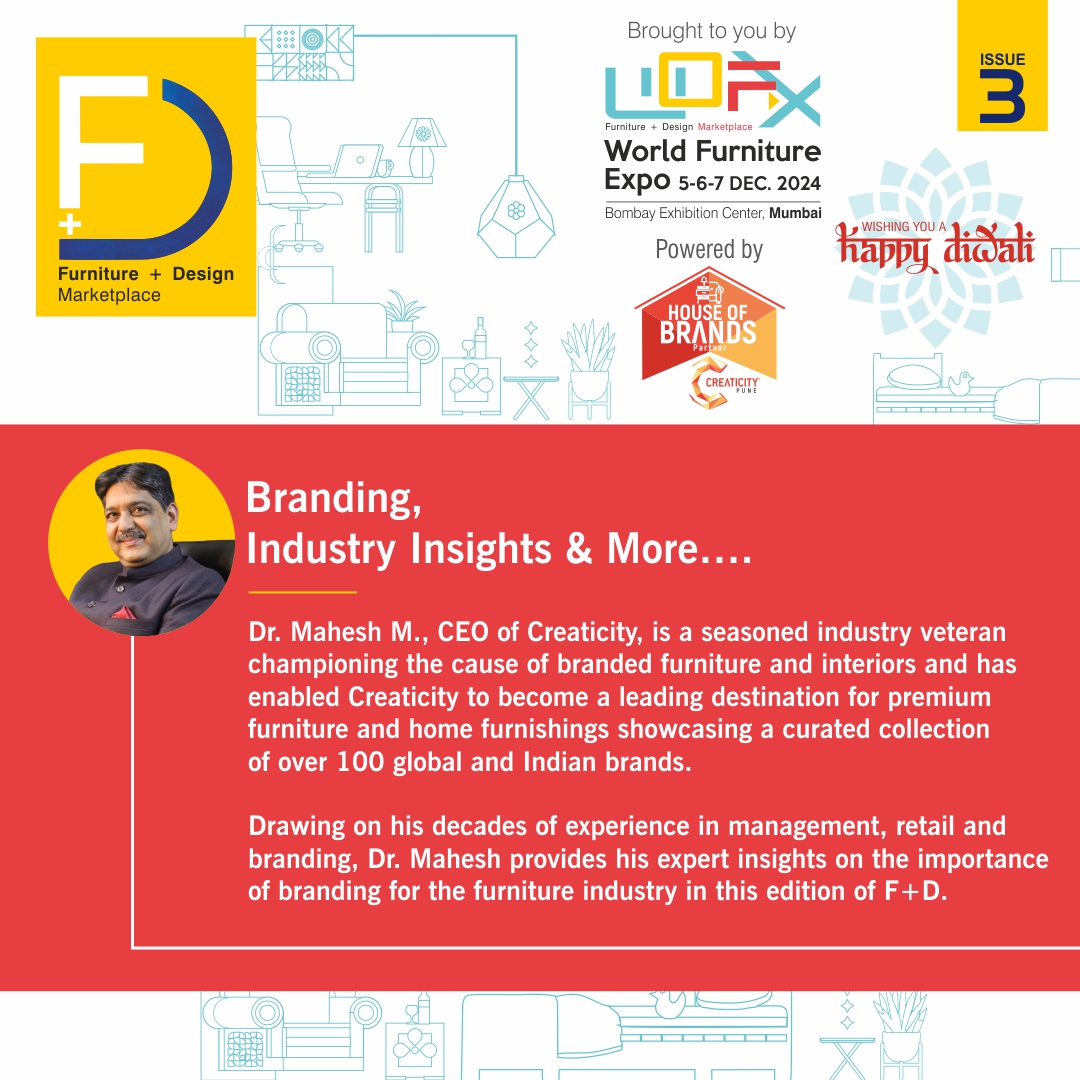 F
+
D
Furniture + Design
Marketplace
Brought to you by
WOFX
Furniture + Design Marketplace
World Furniture
Expo 5-6-7 DEC. 2024
Bombay Exhibition Center, Mumbai
Powered by
HOUSE OF
BRANDS
Partner
CREATICITY
PUNE
ISSUE
3
WISHING YOU A
happy diwali
Branding,
Industry Insights & More....
Dr. Mahesh M., CEO of Creaticity, is a seasoned industry veteran
championing the cause of branded furniture and interiors and has
enabled Creaticity to become a leading destination for premium
furniture and home furnishings showcasing a curated collection
of over 100 global and Indian brands.
Drawing on his decades of experience in management, retail and
branding, Dr. Mahesh provides his expert insights on the importance
of branding for the furniture industry in this edition of F+D.